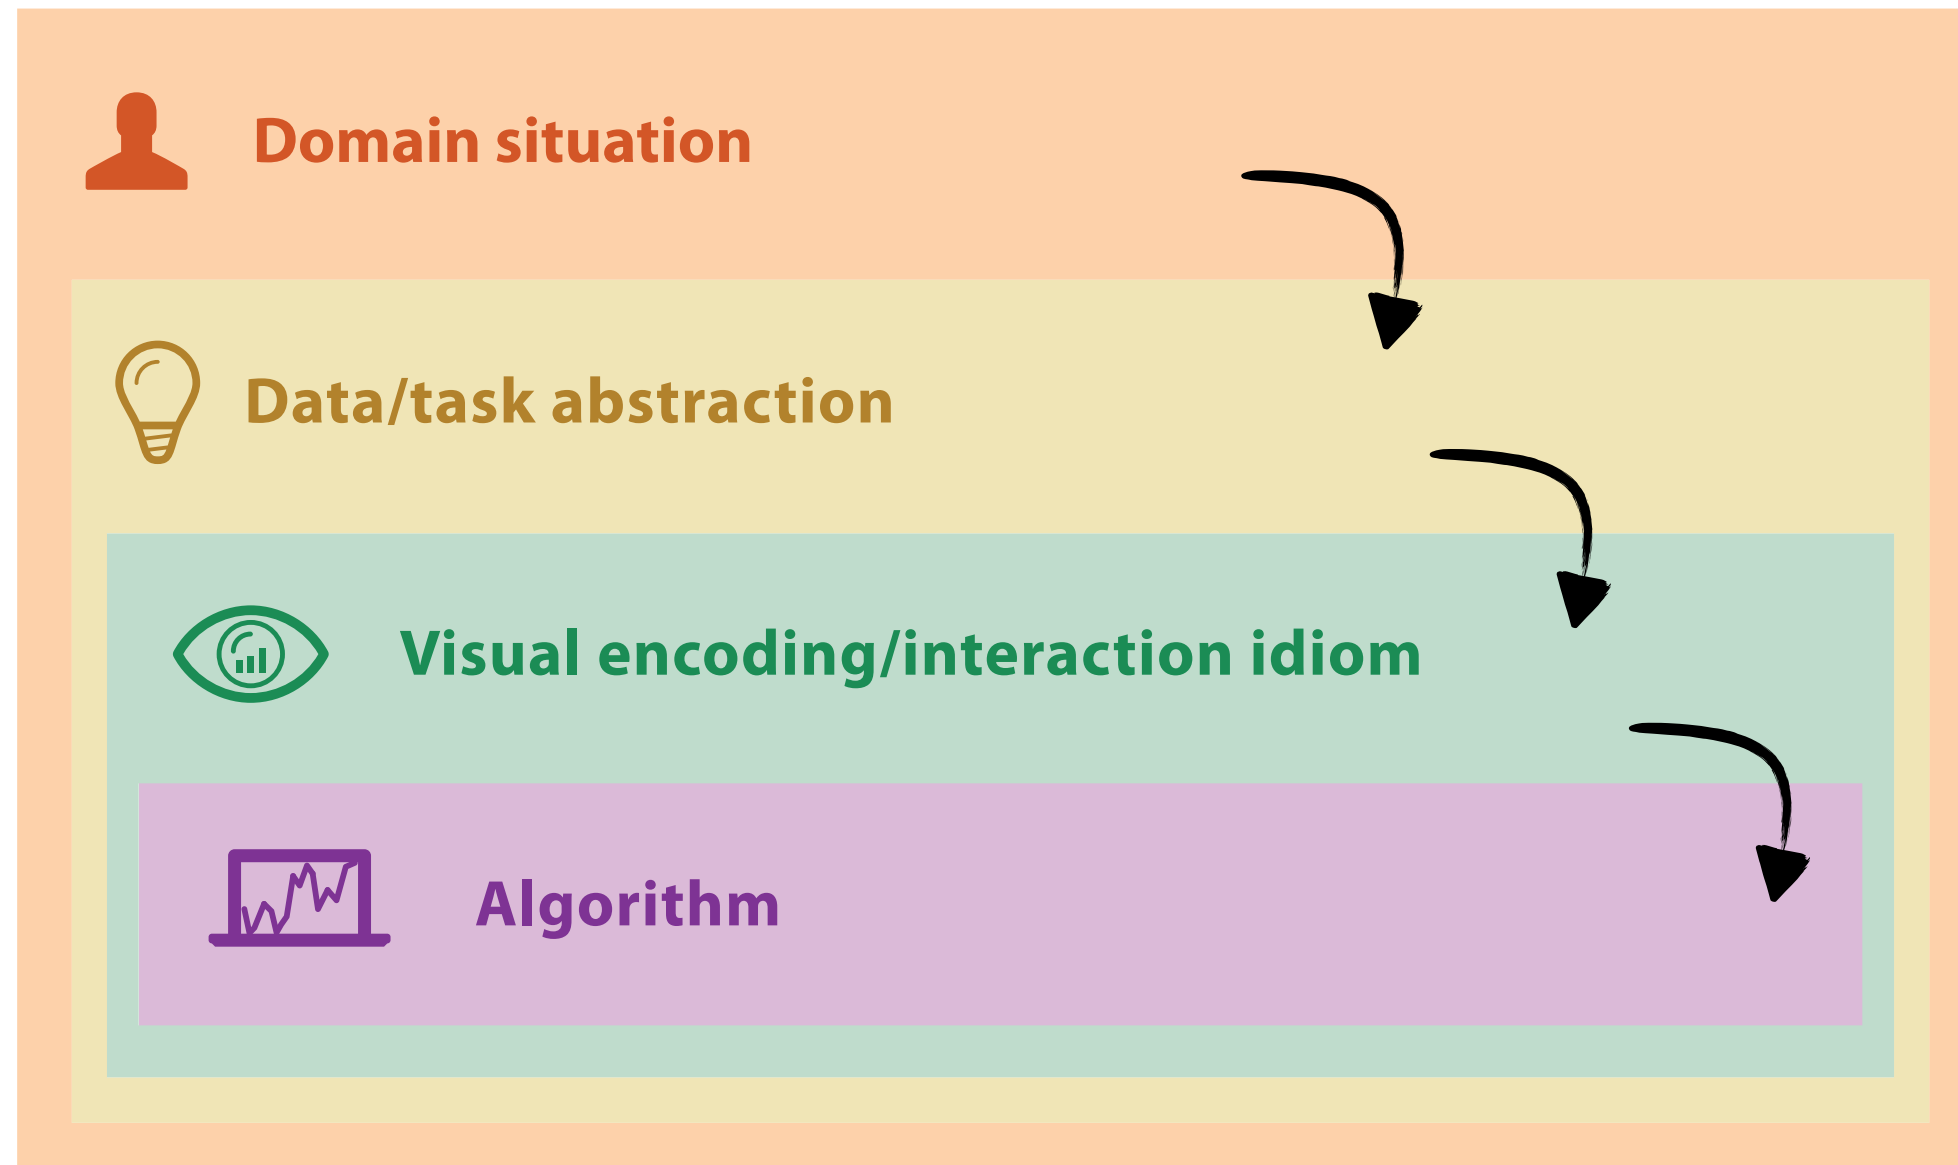 Domain situation
Data/task abstraction
Visual encoding/interaction idiom
Algorithm